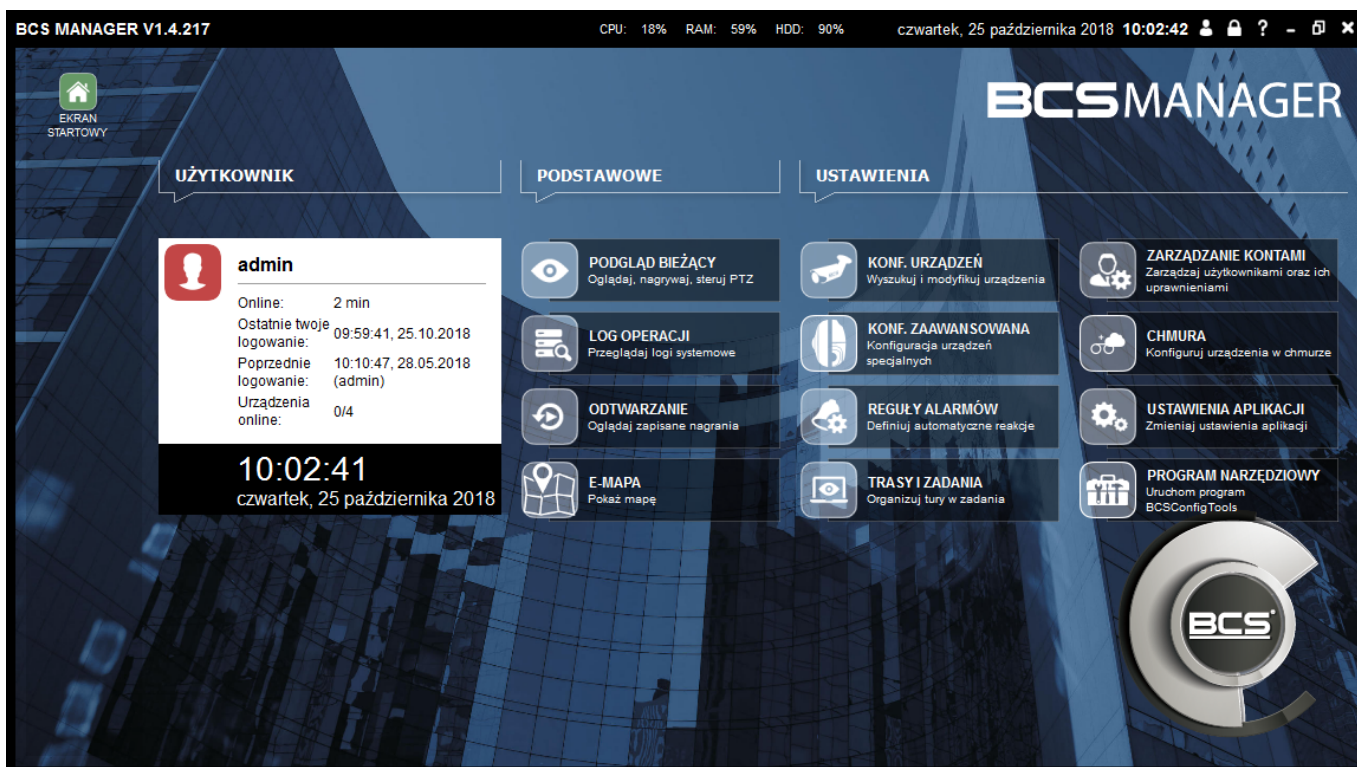 BCS MANAGER V1.4.217
CPU: 18% RAM: 59% HDD: 90%
czwartek, 25 października 2018 10:02:42
?
EKRAN
STARTOWY
BCSMANAGER
UŻYTKOWNIK
admin
Online: 2 min
Ostatnie twoje logowanie: 09:59:41, 25.10.2018
Poprzednie logowanie: 10:10:47, 28.05.2018 (admin)
Urządzenia online: 0/4
10:02:41
czwartek, 25 października 2018
PODSTAWOWE
PODGLĄD BIEŻĄCY
Oglądaj, nagrywaj, steruj PTZ
LOG OPERACJI
Przeglądaj logi systemowe
ODTWARZANIE
Oglądaj zapisane nagrania
E-MAPA
Pokaż mapę
USTAWIENIA
KONF. URZĄDZEŃ
Wyszukuj i modyfikuj urządzenia
KONF. ZAAWANSOWANA
Konfiguracja urządzeń
specjalnych
REGUŁY ALARMÓW
Definiuj automatyczne reakcje
TRASY I ZADANIA
Organizuj tury w zadania
ZARZĄDZANIE KONTAMI
Zarządzaj użytkownikami oraz ich
uprawnieniami
CHMURA
Konfiguruj urządzenia w chmurze
USTAWIENIA APLIKACJI
Zmieniaj ustawienia aplikacji
PROGRAM NARZĘDZIOWY
Uruchom program
BCSConfigTools
BCS